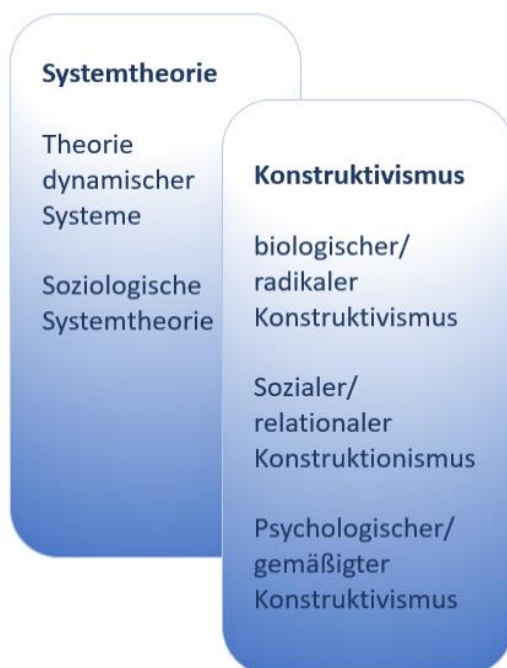 Systemtheorie
Theorie
dynamischer
Systeme
Soziologische
Systemtheorie
Konstruktivismus
biologischer/
radikaler
Konstruktivismus
Sozialer/
relationaler
Konstruktionismus
Psychologischer/
gemäßigter
Konstruktivismus